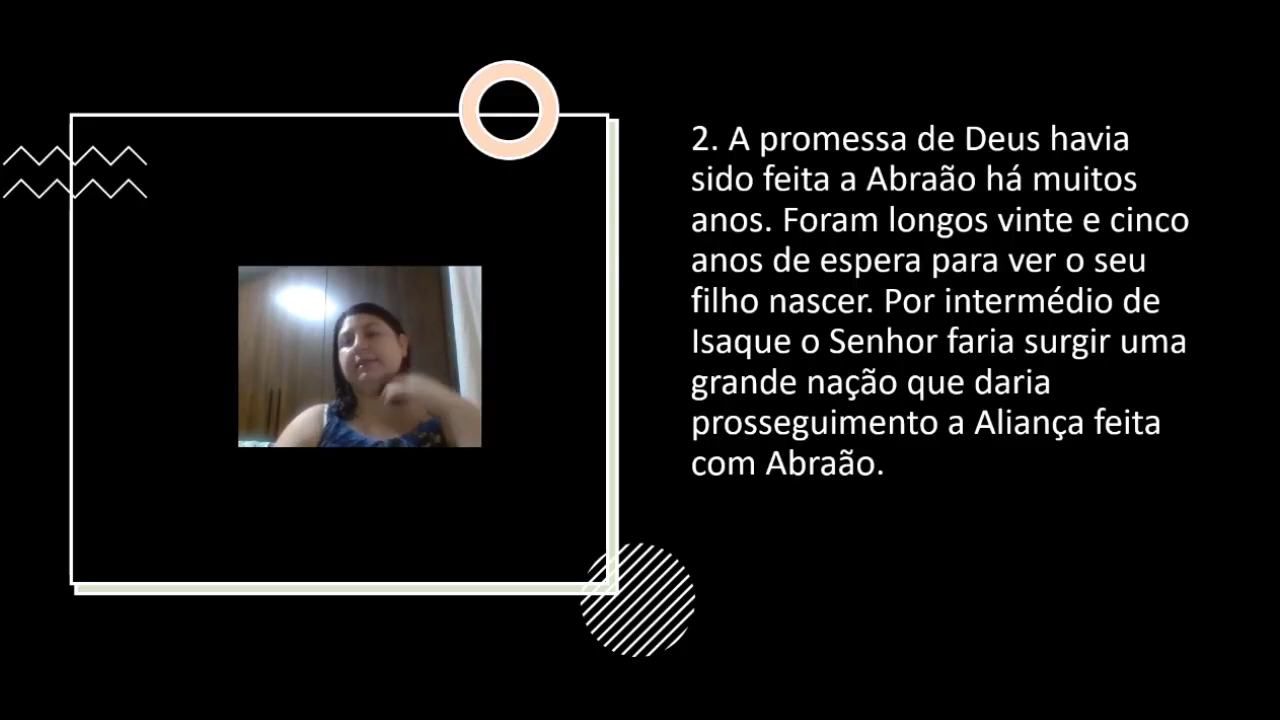 2. A promessa de Deus havia
sido feita a Abraão há muitos
anos. Foram longos vinte e cinco
anos de espera para ver o seu
filho nascer. Por intermédio de
Isaque o Senhor faria surgir uma
grande nação que daria
prosseguimento a Aliança feita
com Abraão.